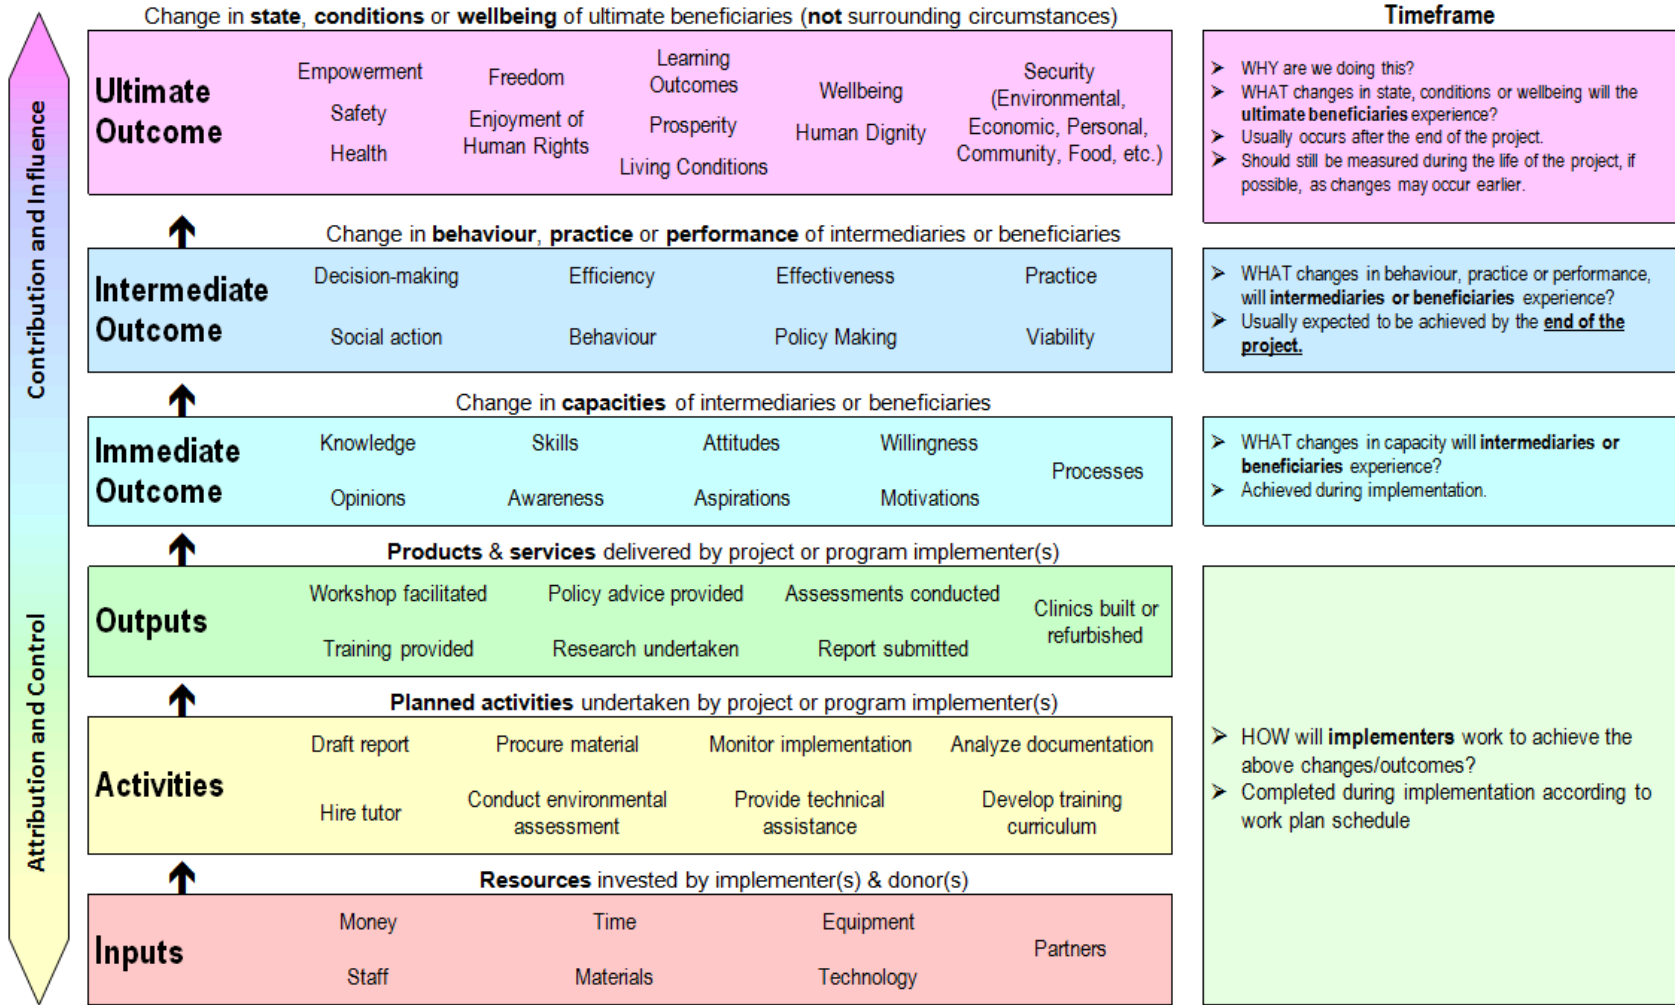 Change in state, conditions or wellbeing of ultimate beneficiaries (not surrounding circumstances)
Timeframe
Contribution and Influence
Attribution and Control
Ultimate
Outcome
Empowerment
Safety
Health
Freedom
Enjoyment of
Human Rights
Learning
Outcomes
Prosperity
Living Conditions
Wellbeing
Human Dignity
Security
(Environmental,
Economic, Personal,
Community, Food, etc.)
➢ WHY are we doing this?
➢ WHAT changes in state, conditions or wellbeing will the
ultimate beneficiaries experience?
➢ Usually occurs after the end of the project.
➢ Should still be measured during the life of the project, if
possible, as changes may occur earlier.
Change in behaviour, practice or performance of intermediaries or beneficiaries
Intermediate
Outcome
Decision-making
Efficiency
Effectiveness
Practice
Social action
Behaviour
Policy Making
Viability
➢ WHAT changes in behaviour, practice or performance,
will intermediaries or beneficiaries experience?
➢ Usually expected to be achieved by the end of the
project.
Change in capacities of intermediaries or beneficiaries
Immediate
Outcome
Knowledge
Skills
Attitudes
Willingness
Processes
Opinions
Awareness
Aspirations
Motivations
➢ WHAT changes in capacity will intermediaries or
beneficiaries experience?
➢ Achieved during implementation.
Products & services delivered by project or program implementer(s)
Outputs
Workshop facilitated
Policy advice provided
Assessments conducted
Clinics built or
refurbished
Training provided
Research undertaken
Report submitted
Planned activities undertaken by project or program implementer(s)
Activities
Draft report
Procure material
Monitor implementation
Analyze documentation
Hire tutor
Conduct environmental
assessment
Provide technical
assistance
Develop training
curriculum
➢ HOW will implementers work to achieve the
above changes/outcomes?
➢ Completed during implementation according to
work plan schedule
Resources invested by implementer(s) & donor(s)
Inputs
Money
Time
Equipment
Partners
Staff
Materials
Technology